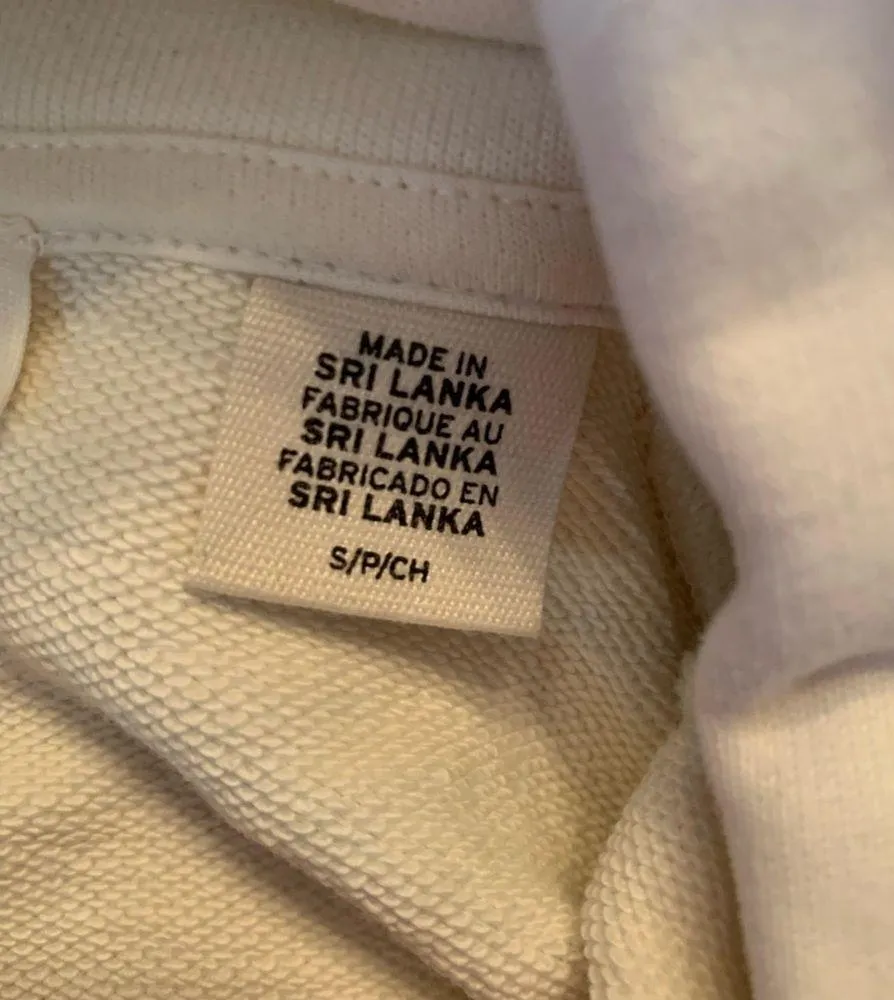 MADE IN
SRI LANKA
FABRIQUE AU
SRI LANKA
FABRICADO EN
SRI LANKA
S/P/CH